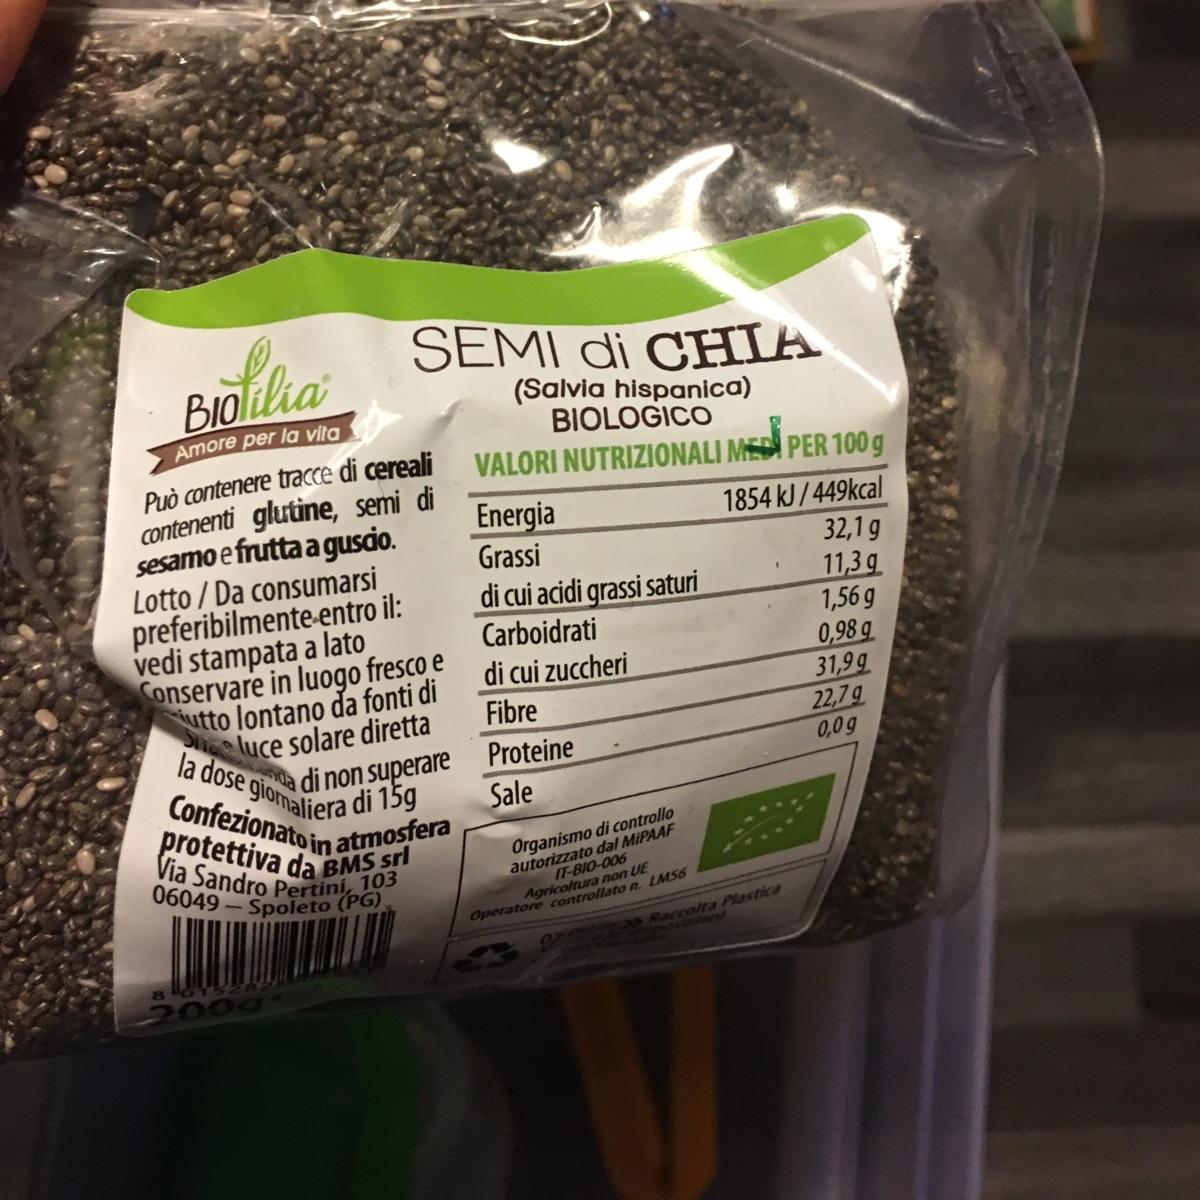 BIOfilia®
Amore per la vita
SEMI di CHIA
(Salvia hispanica)
BIOLOGICO
Può contenere tracce di cereali
contenenti glutine, semi di
sesamo e frutta a guscio.
Lotto / Da consumarsi
preferibilmente entro il:
vedi stampata a lato
Conservare in luogo fresco e
lontano da fonti di
luce solare diretta
di non superare
la dose giornaliera di 15g
Confezionato in atmosfera
protettiva da BMS srl
Via Sandro Pertini, 103
06049 – Spoleto (PG)
200g
VALORI NUTRIZIONALI MEDI PER 100 g
Energia 1854 kJ / 449kcal
Grassi 32,1 g
di cui acidi grassi saturi 11,3 g
Carboidrati 1,56 g
di cui zuccheri 0,98 g
Fibre 31,9 g
Proteine 22,7 g
Sale 0,0 g
Organismo di controllo
autorizzato dal MiPAAF
IT-BIO-006
Agricoltura non UE
Operatore controllato n. LM56
Raccolta Plastica